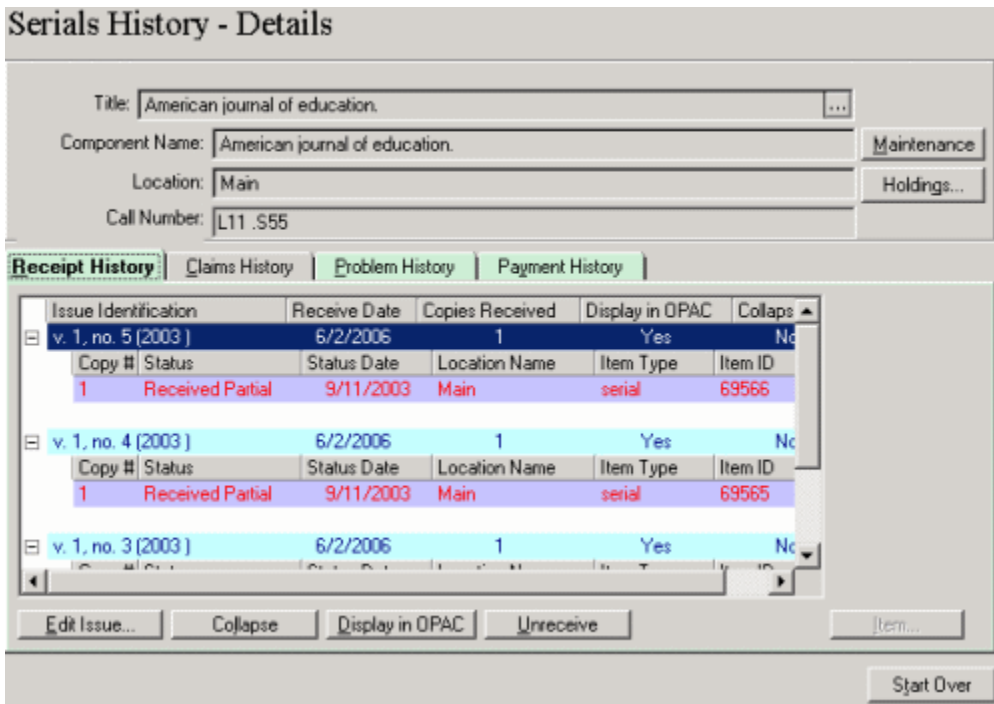 Serials History - Details
Title: American journal of education. ...
Component Name: American journal of education. Maintenance
Location: Main Holdings...
Call Number: L11 .S55
Receipt History Claims History Problem History Payment History
Issue Identification Receive Date Copies Received Display in OPAC Collaps
v. 1, no. 5 (2003 ) 6/2/2006 1 Yes No
Copy # Status Status Date Location Name Item Type Item ID
1 Received Partial 9/11/2003 Main serial 69566
v. 1, no. 4 (2003 ) 6/2/2006 1 Yes No
Copy # Status Status Date Location Name Item Type Item ID
1 Received Partial 9/11/2003 Main serial 69565
v. 1, no. 3 (2003 ) 6/2/2006 1 Yes No
Edit Issue... Collapse Display in OPAC Unreceive Item...
Start Over